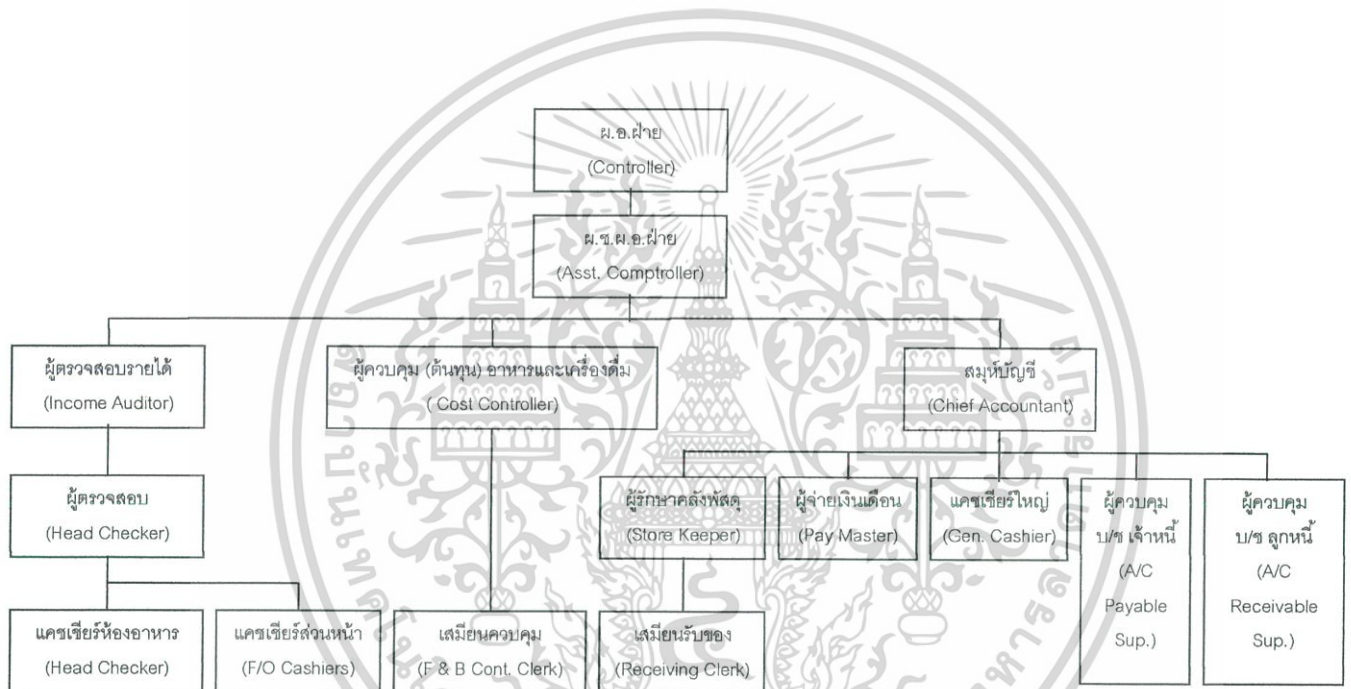 ผ.อ.ฝ่าย
(Controller)
ผ.ช.ผ.อ.ฝ่าย
(Asst. Comptroller)
ผู้ตรวจสอบรายได้
(Income Auditor)
ผู้ควบคุม (ต้นทุน) อาหารและเครื่องดื่ม
( Cost Controller)
สมุห์บัญชี
(Chief Accountant)
ผู้ตรวจสอบ
(Head Checker)
ผู้รักษาคลังพัสดุ
(Store Keeper)
ผู้จ่ายเงินเดือน
(Pay Master)
แคชเชียร์ใหญ่
(Gen. Cashier)
ผู้ควบคุม
บ/ช เจ้าหนี้
(A/C
Payable
Sup.)
ผู้ควบคุม
บ/ช ลูกหนี้
(A/C
Receivable
Sup.)
แคชเชียร์ห้องอาหาร
(Head Checker)
แคชเชียร์ส่วนหน้า
(F/O Cashiers)
เสมียนควบคุม
(F & B Cont. Clerk)
เสมียนรับของ
(Receiving Clerk)